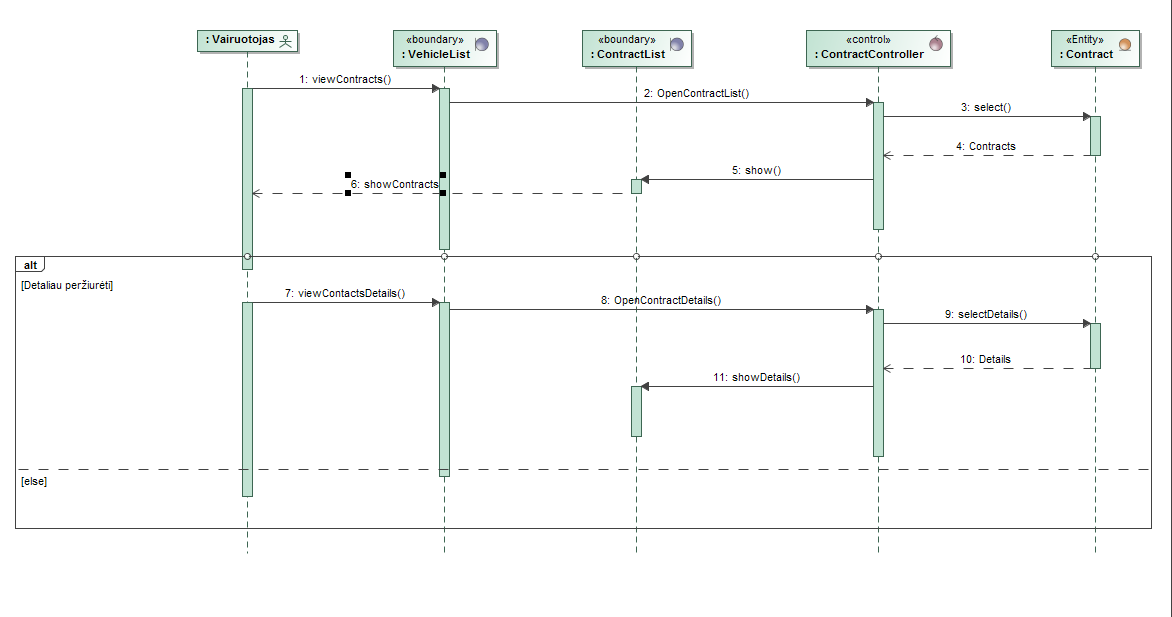 : Vairuotojas
«boundary»
: VehicleList
«boundary»
: ContractList
«control»
: ContractController
«Entity»
: Contract
1: viewContracts()
2: OpenContractList()
3: select()
4: Contracts
5: show()
6: showContracts
alt
[Detaliau peržiurėti]
7: viewContactsDetails()
8: OpenContractDetails()
9: selectDetails()
10: Details
11: showDetails()
[else]